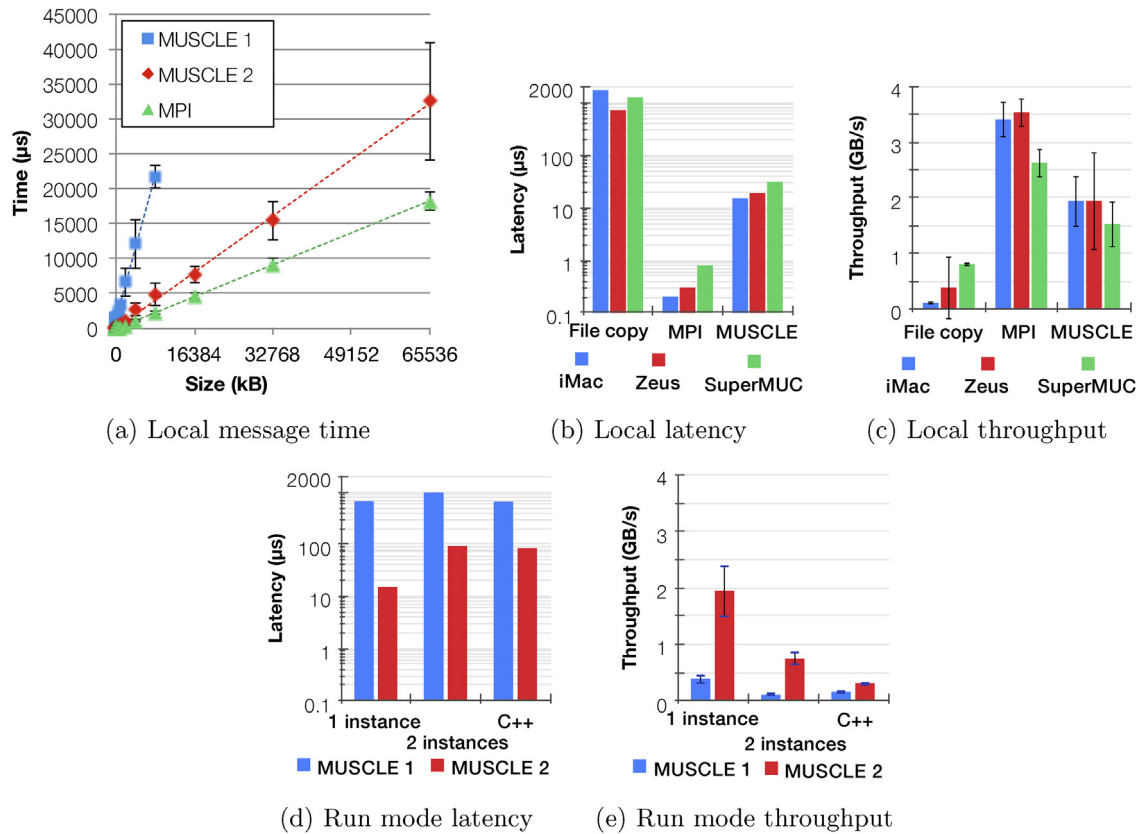 45000
40000
35000
30000
25000
20000
15000
10000
5000
0
Time (µs)
MUSCLE 1
MUSCLE 2
MPI
0
16384
32768
49152
65536
Size (kB)
(a) Local message time
2000
100
10
1
0.1
Latency (µs)
File copy
MPI
MUSCLE
iMac
Zeus
SuperMUC
(b) Local latency
4
3
2
1
0
Throughput (GB/s)
File copy
MPI
MUSCLE
iMac
Zeus
SuperMUC
(c) Local throughput
2000
100
10
1
0.1
Latency (µs)
1 instance
C++
2 instances
MUSCLE 1
MUSCLE 2
(d) Run mode latency
4
3
2
1
0
Throughput (GB/s)
1 instance
C++
2 instances
MUSCLE 1
MUSCLE 2
(e) Run mode throughput